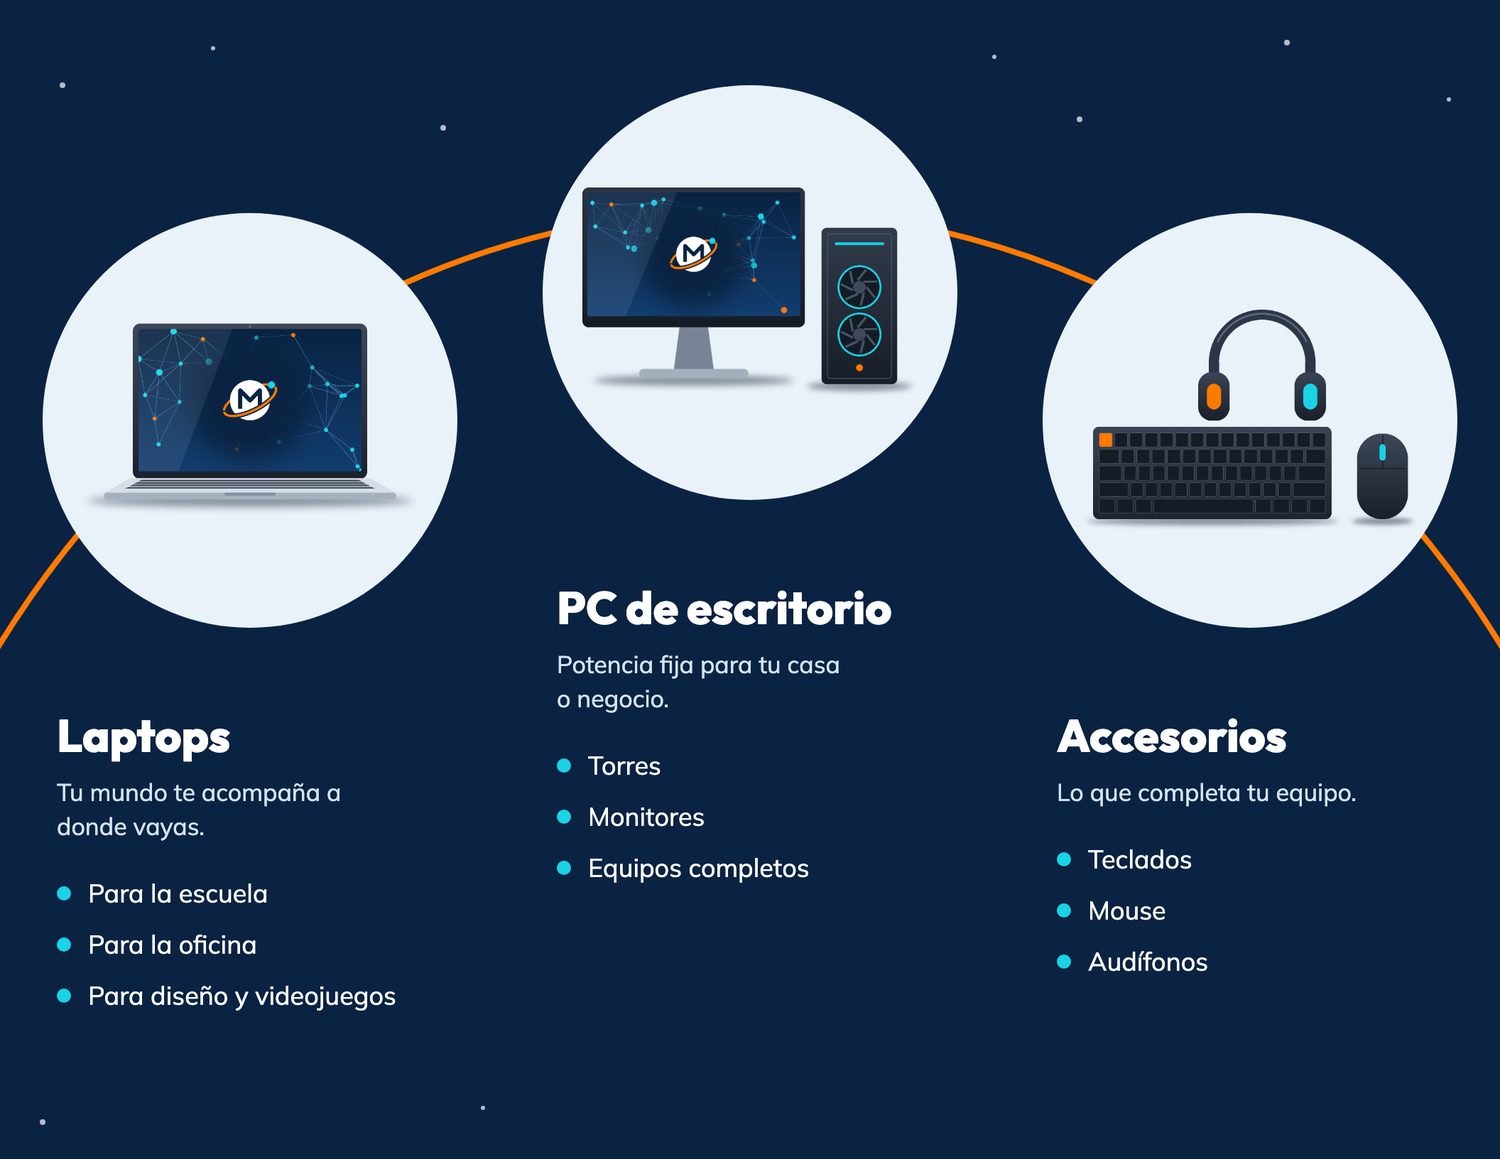 M
M
PC de escritorio
Potencia fija para tu casa
o negocio.
Torres
Monitores
Equipos completos
Laptops
Tu mundo te acompaña a
donde vayas.
Para la escuela
Para la oficina
Para diseño y videojuegos
Accesorios
Lo que completa tu equipo.
Teclados
Mouse
Audífonos